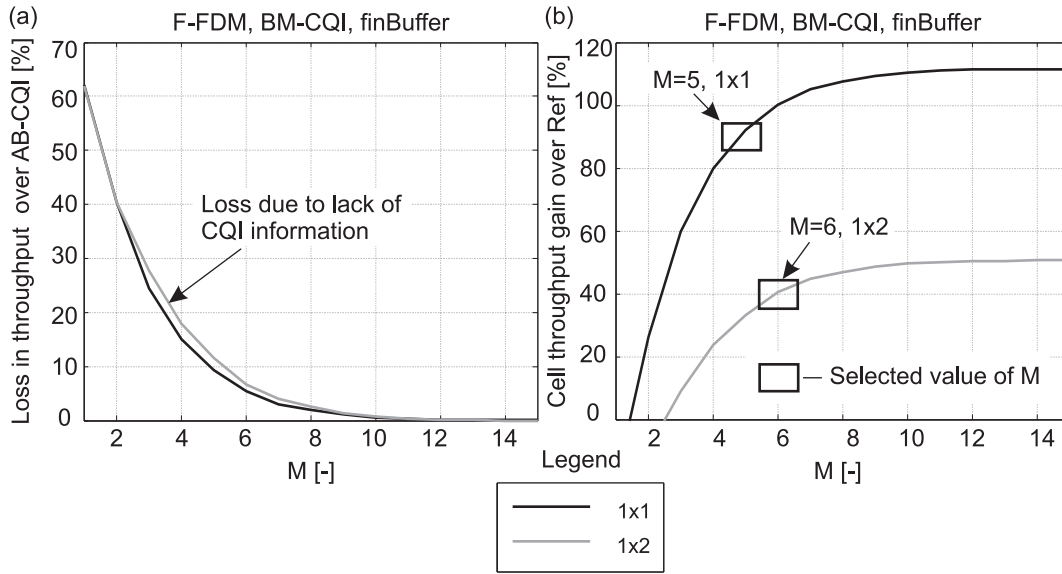 (a)
F-FDM, BM-CQI, finBuffer
Loss in throughput over AB-CQI [%]
70
60
50
40
30
20
10
0
Loss due to lack of
CQI information
2
4
6
8
10
12
14
M [-]
(b)
F-FDM, BM-CQI, finBuffer
Cell throughput gain over Ref [%]
120
100
80
60
40
20
0
M=5, 1x1
M=6, 1x2
Selected value of M
2
4
6
8
10
12
14
M [-]
Legend
1x1
1x2